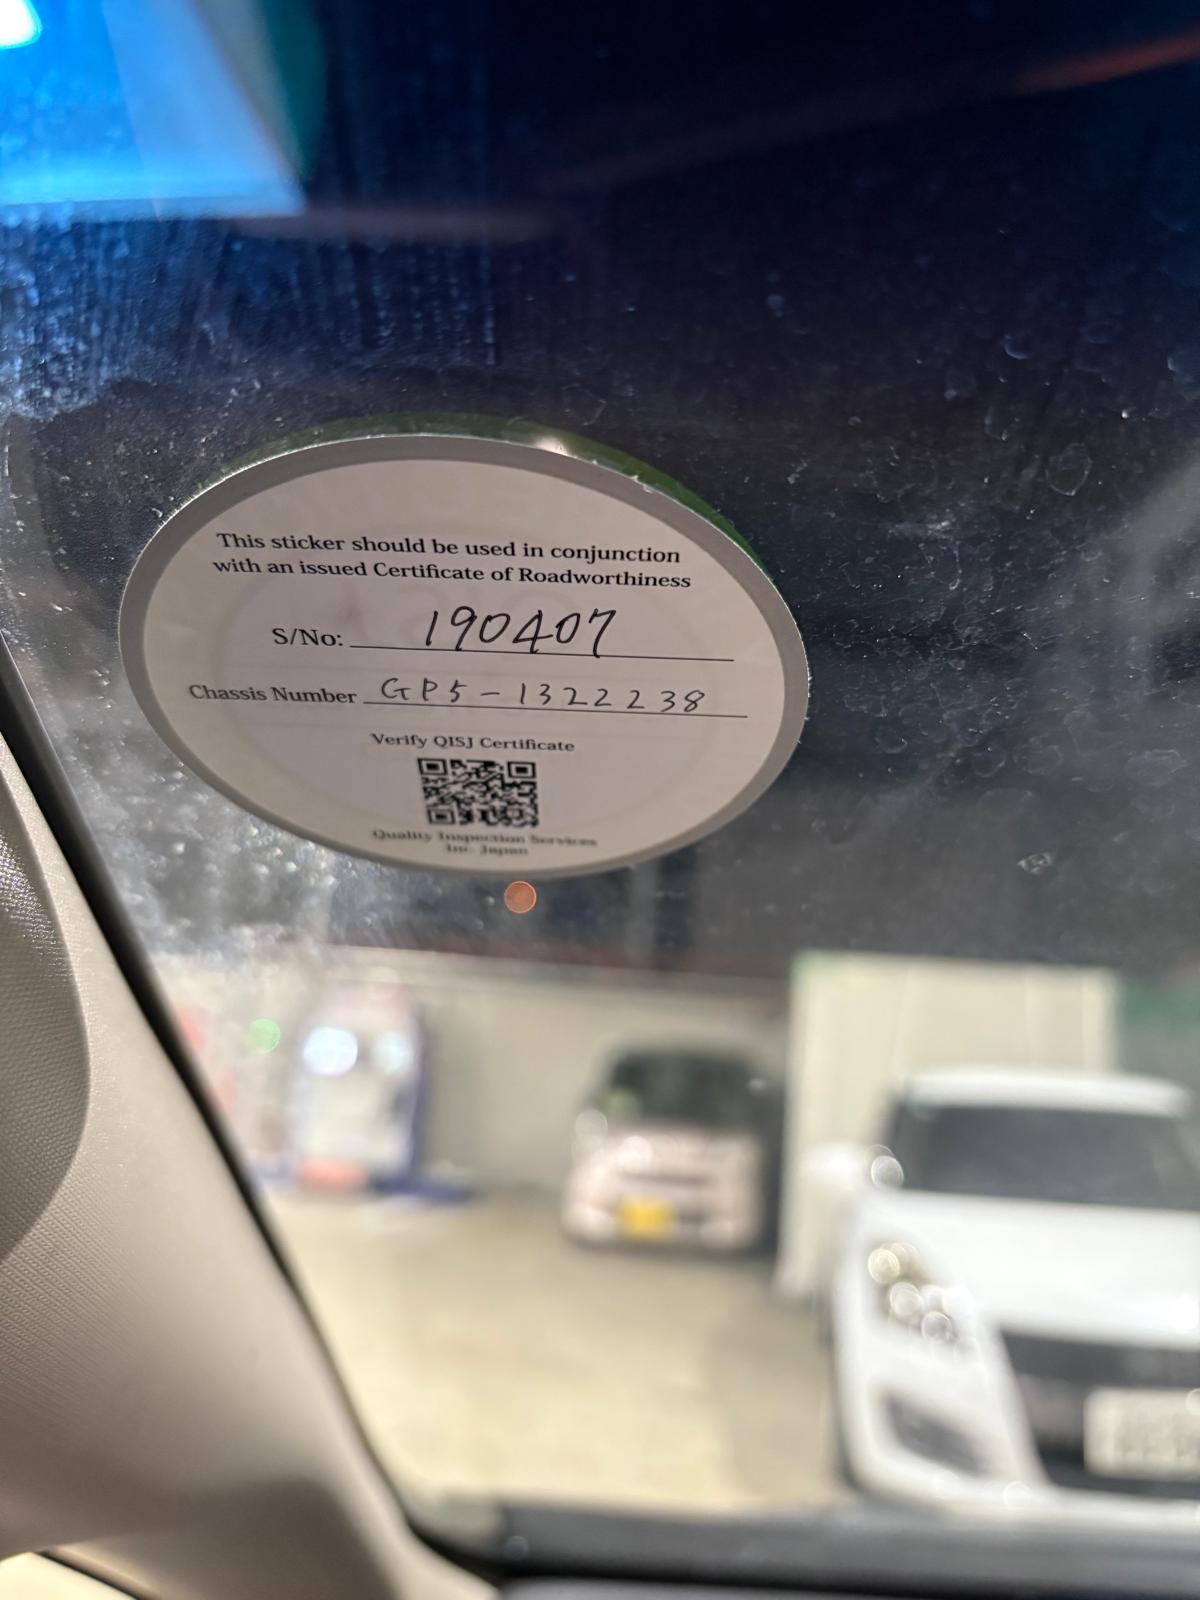 This sticker should be used in conjunction
with an issued Certificate of Roadworthiness
S/No: 190407
Chassis Number GP5-1322238
Verify QISJ Certificate
Quality Inspection Services
Inc. Japan